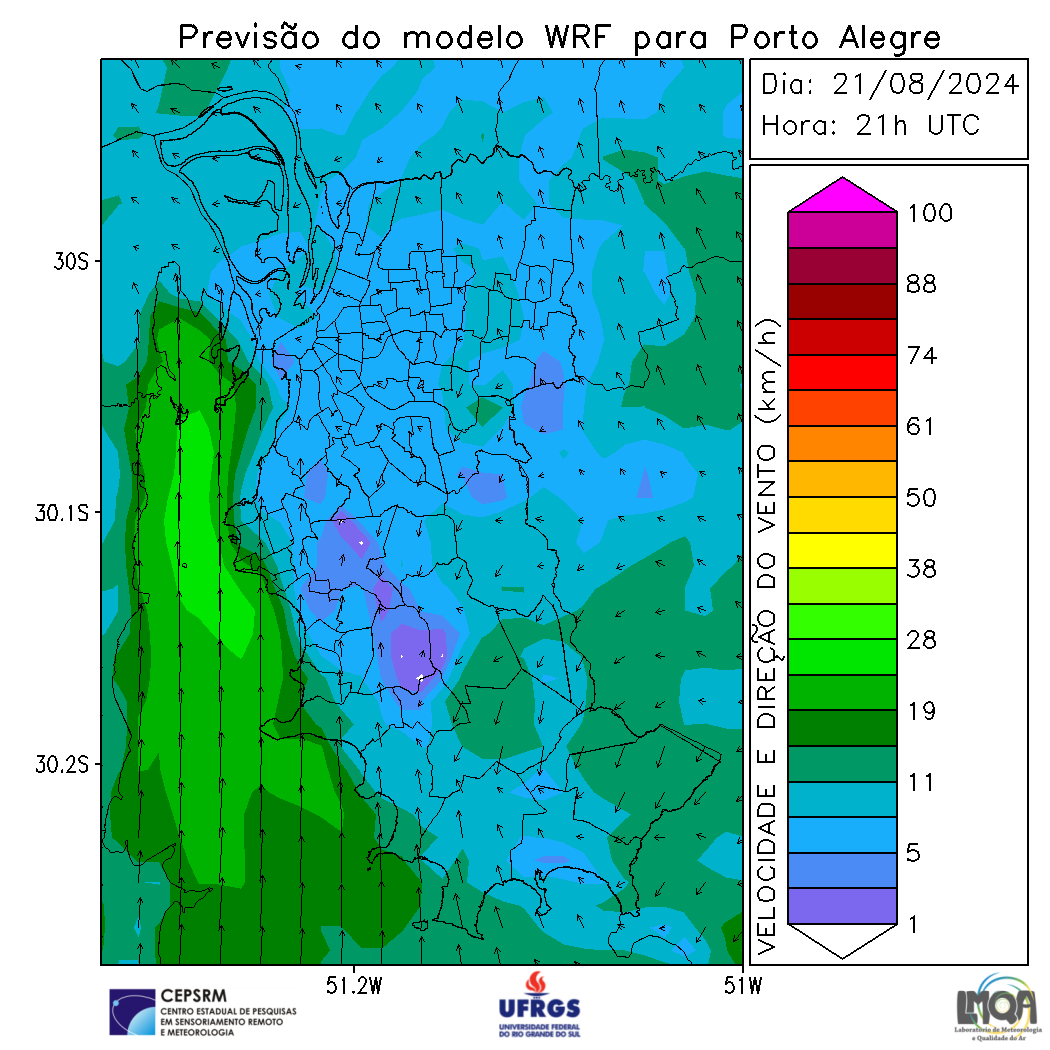 Previsão do modelo WRF para Porto Alegre
Dia: 21/08/2024
Hora: 21h UTC
30S
30.1S
30.2S
51.2W
51W
VELOCIDADE E DIREÇÃO DO VENTO (km/h)
100
88
74
61
50
38
28
19
11
5
1
CEPSRM
CENTRO ESTADUAL DE PESQUISAS
EM SENSORIAMENTO REMOTO
E METEOROLOGIA
UFRGS
UNIVERSIDADE FEDERAL
DO RIO GRANDE DO SUL
LMQA
Laboratório de Meteorologia
e Qualidade do Ar